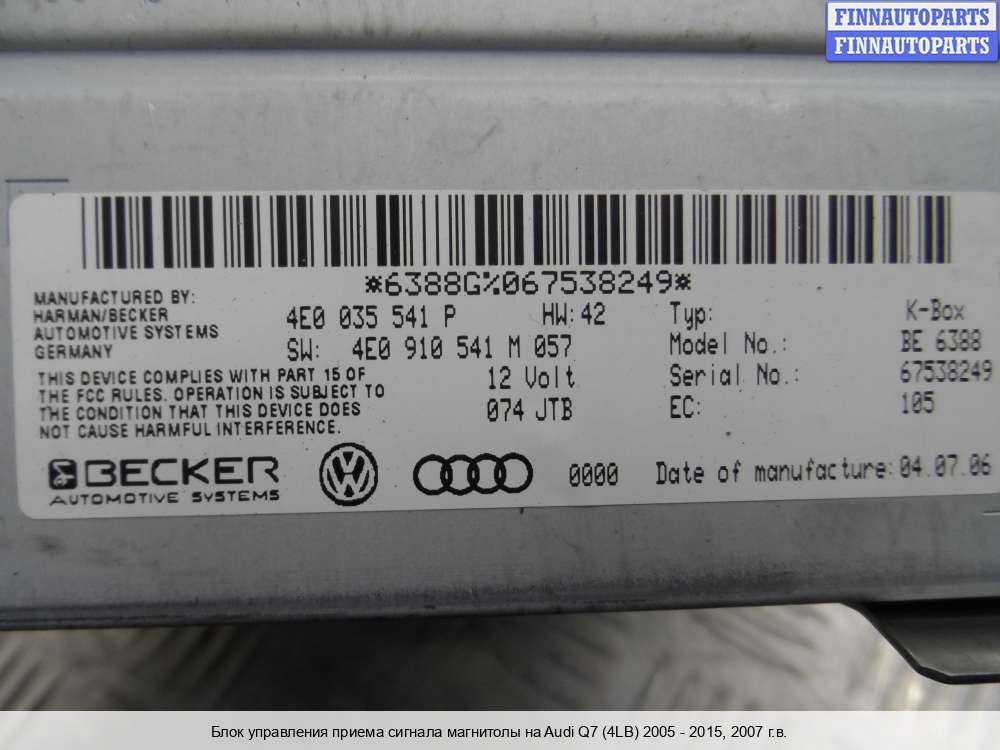 FINNAUTOPARTS
FINNAUTOPARTS
*6388G%067538249*
MANUFACTURED BY:
HARMAN/BECKER
AUTOMOTIVE SYSTEMS
GERMANY
4E0 035 541 P HW: 42
SW: 4E0 910 541 M 057
12 Volt
074 JTB
Typ: K-Box
Model No.: BE 6388
Serial No.: 67538249
EC: 105
THIS DEVICE COMPLIES WITH PART 15 OF
THE FCC RULES. OPERATION IS SUBJECT TO
THE CONDITION THAT THIS DEVICE DOES
NOT CAUSE HARMFUL INTERFERENCE.
BECKER
AUTOMOTIVE SYSTEMS
VW
0000 Date of manufacture: 04.07.06
Блок управления приема сигнала магнитолы на Audi Q7 (4LB) 2005 - 2015, 2007 г.в.